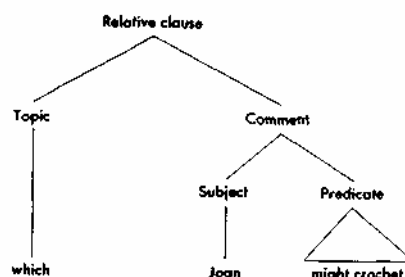 Relative clause
Topic Comment
Subject Predicate
which Joan might crochet